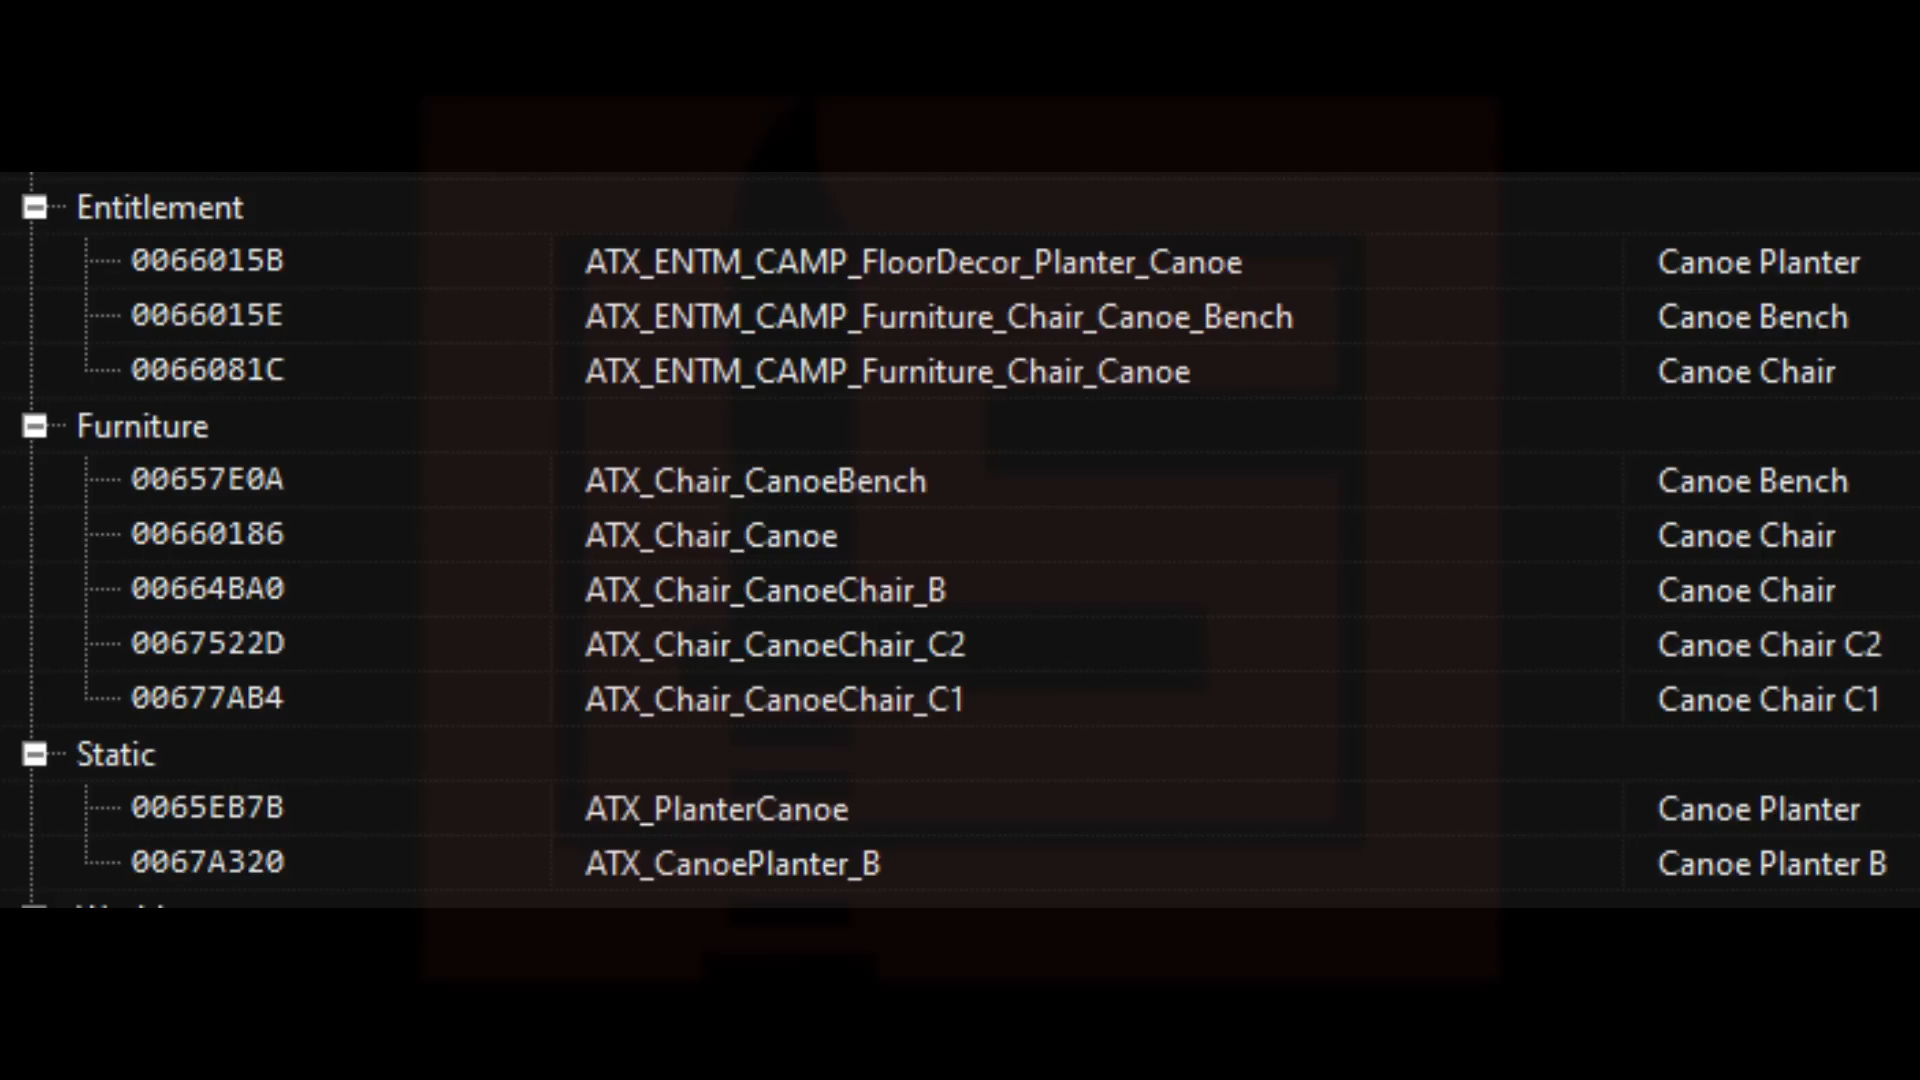 Entitlement
0066015B ATX_ENTM_CAMP_FloorDecor_Planter_Canoe Canoe Planter
0066015E ATX_ENTM_CAMP_Furniture_Chair_Canoe_Bench Canoe Bench
0066081C ATX_ENTM_CAMP_Furniture_Chair_Canoe Canoe Chair
Furniture
00657E0A ATX_Chair_CanoeBench Canoe Bench
00660186 ATX_Chair_Canoe Canoe Chair
00664BA0 ATX_Chair_CanoeChair_B Canoe Chair
0067522D ATX_Chair_CanoeChair_C2 Canoe Chair C2
00677AB4 ATX_Chair_CanoeChair_C1 Canoe Chair C1
Static
0065EB7B ATX_PlanterCanoe Canoe Planter
0067A320 ATX_CanoePlanter_B Canoe Planter B